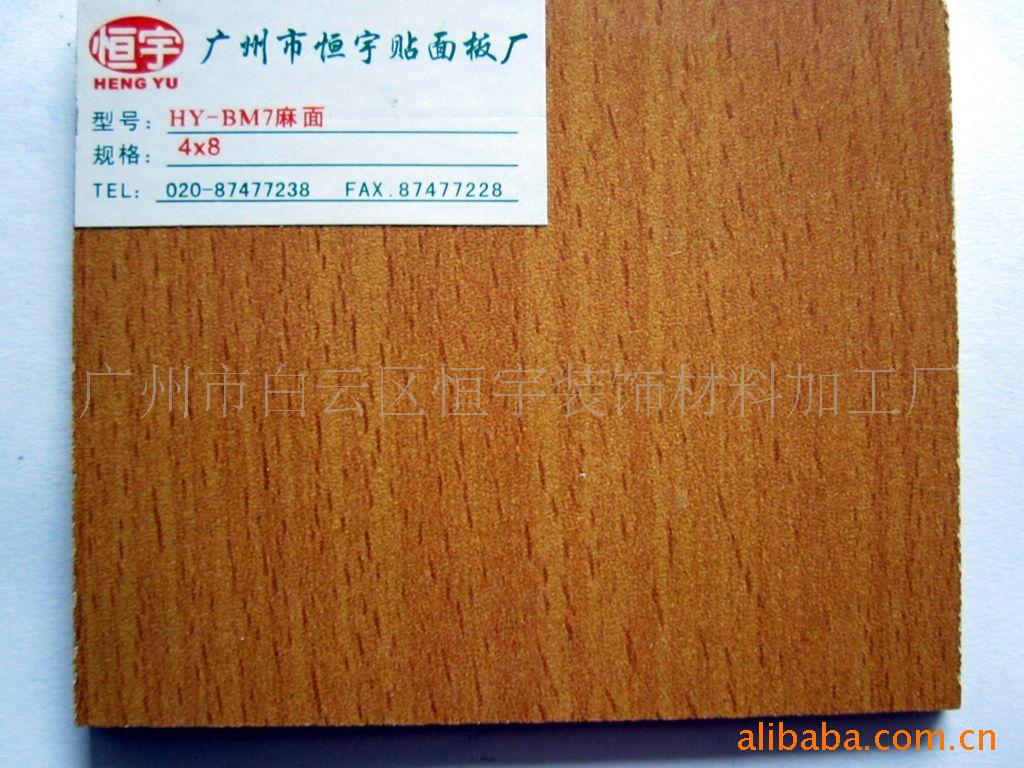 恒宇
HENG YU
广州市恒宇贴面板厂
型号: HY-BM7麻面
规格: 4x8
TEL: 020-87477238 FAX.87477228
广州市白云区恒宇装饰材料加工厂
alibaba.com.cn